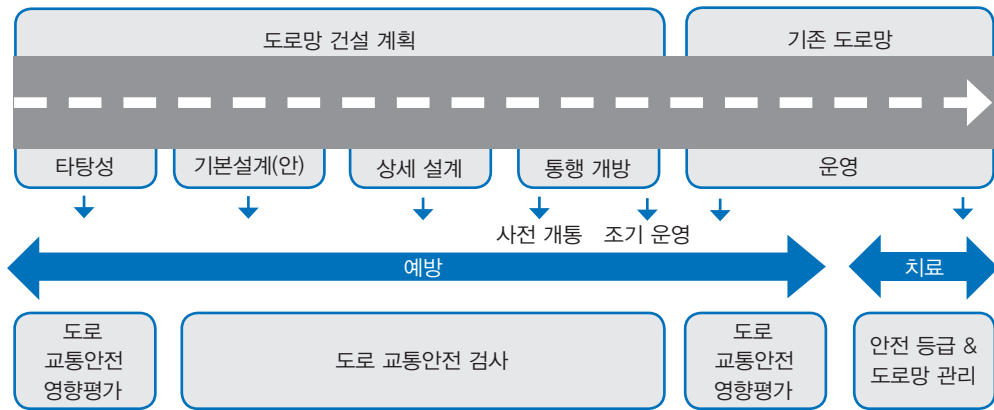 도로망 건설 계획
기존 도로망
타탕성
기본설계(안)
상세 설계
통행 개방
운영
사전 개통
조기 운영
예방
치료
도로
교통안전
영향평가
도로 교통안전 검사
도로
교통안전
영향평가
안전 등급 &
도로망 관리